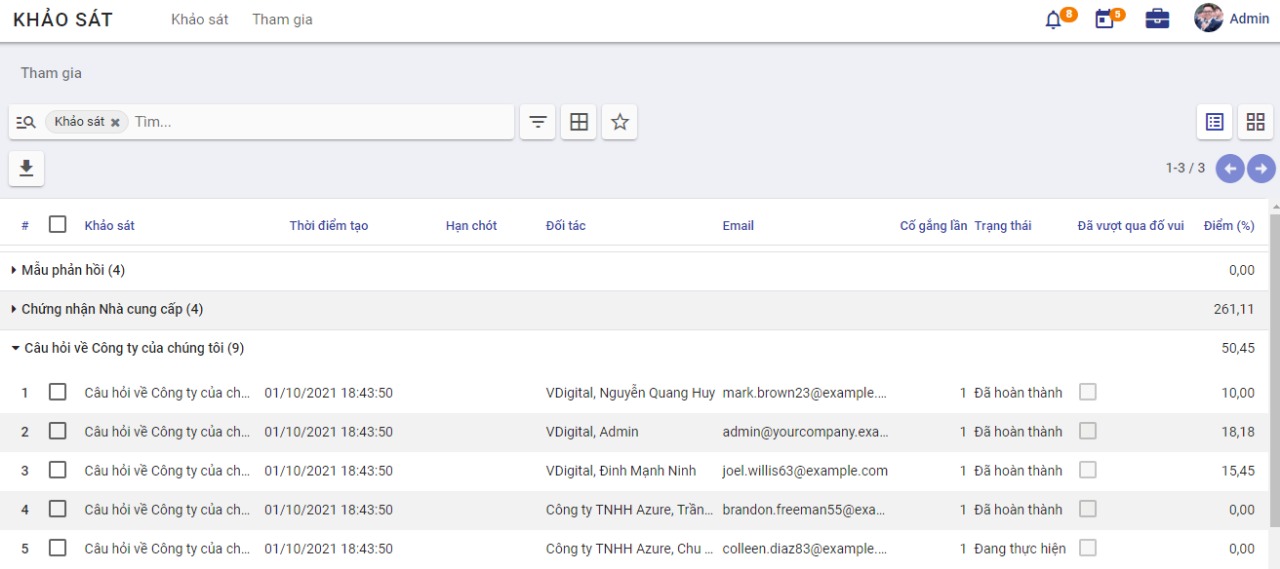 KHẢO SÁT Khảo sát Tham gia 8 5 Admin
Tham gia
Khảo sát Tìm...
1-3 / 3
# Khảo sát Thời điểm tạo Hạn chót Đối tác Email Cố gắng lần Trạng thái Đã vượt qua đố vui Điểm (%)
Mẫu phản hồi (4) 0,00
Chứng nhận Nhà cung cấp (4) 261,11
Câu hỏi về Công ty của chúng tôi (9) 50,45
1 Câu hỏi về Công ty của ch... 01/10/2021 18:43:50 VDigital, Nguyễn Quang Huy mark.brown23@example.... 1 Đã hoàn thành 10,00
2 Câu hỏi về Công ty của ch... 01/10/2021 18:43:50 VDigital, Admin admin@yourcompany.exa... 1 Đã hoàn thành 18,18
3 Câu hỏi về Công ty của ch... 01/10/2021 18:43:50 VDigital, Đinh Mạnh Ninh joel.willis63@example.com 1 Đã hoàn thành 15,45
4 Câu hỏi về Công ty của ch... 01/10/2021 18:43:50 Công ty TNHH Azure, Trần... brandon.freeman55@exa... 1 Đã hoàn thành 0,00
5 Câu hỏi về Công ty của ch... 01/10/2021 18:43:50 Công ty TNHH Azure, Chu ... colleen.diaz83@example.... 1 Đang thực hiện 0,00